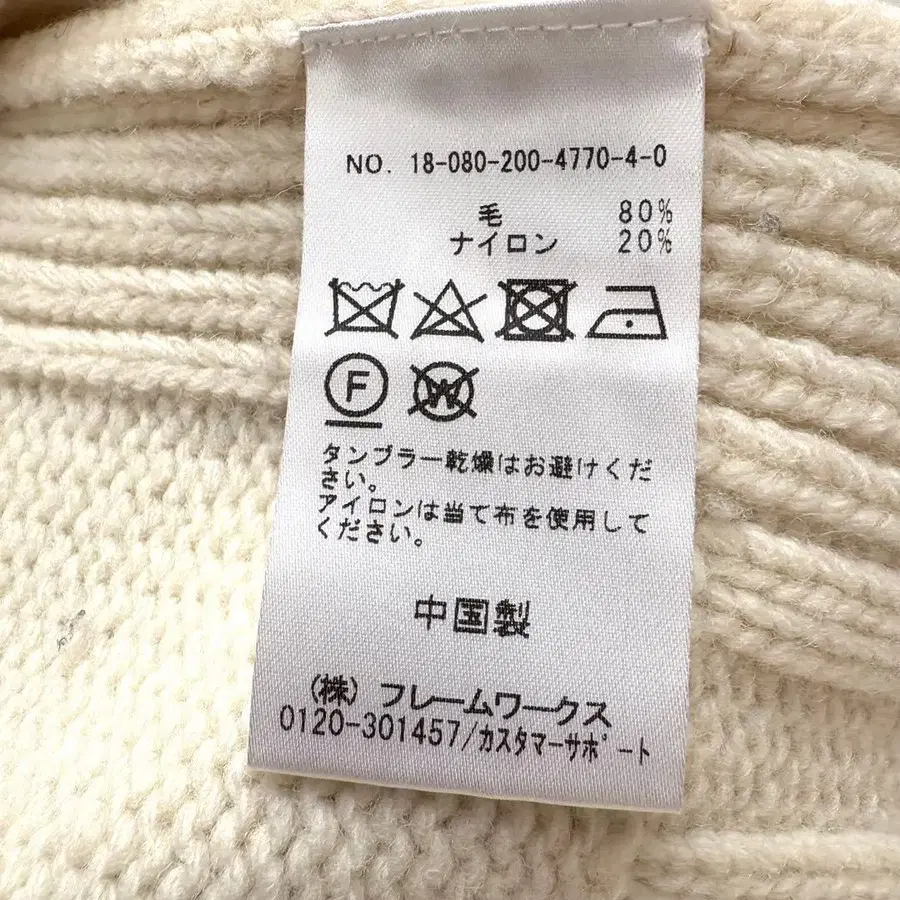 NO. 18-080-200-4770-4-0
毛 80%
ナイロン 20%
F
W
タンブラー乾燥はお避けくだ
さい。
アイロンは当て布を使用して
ください。
中国製
(株) フレームワークス
0120-301457/カスタマーサポート